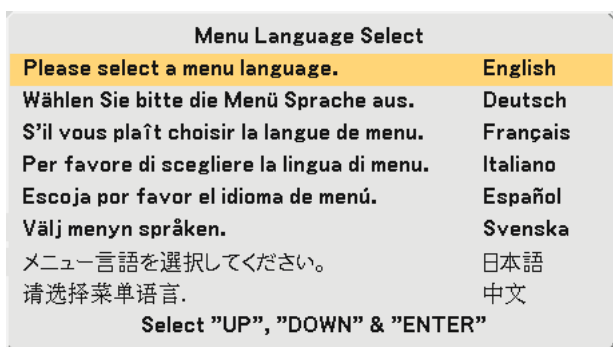 Menu Language Select
Please select a menu language. English
Wählen Sie bitte die Menü Sprache aus. Deutsch
S'il vous plaît choisir la langue de menu. Français
Per favore di scegliere la lingua di menu. Italiano
Escoja por favor el idioma de menú. Español
Välj menyn språken. Svenska
メニュー言語を選択してください。 日本語
请选择菜单语言. 中文
Select ”UP”, ”DOWN” & ”ENTER”